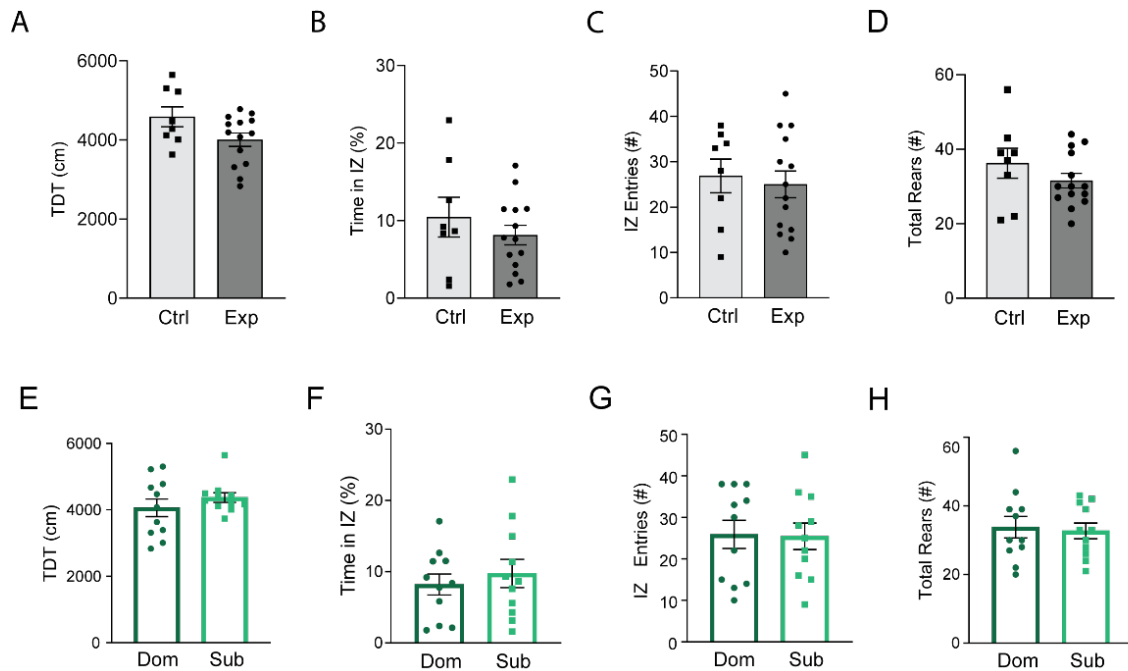 A
B
C
D
TDT (cm)
6000
4000
2000
0
Ctrl
Exp
Time in IZ (%)
30
20
10
0
Ctrl
Exp
IZ Entries (#)
50
40
30
20
10
0
Ctrl
Exp
Total Rears (#)
60
40
20
0
Ctrl
Exp
E
F
G
H
TDT (cm)
6000
4000
2000
0
Dom
Sub
Time in IZ (%)
30
20
10
0
Dom
Sub
IZ Entries (#)
50
40
30
20
10
0
Dom
Sub
Total Rears (#)
60
40
20
0
Dom
Sub